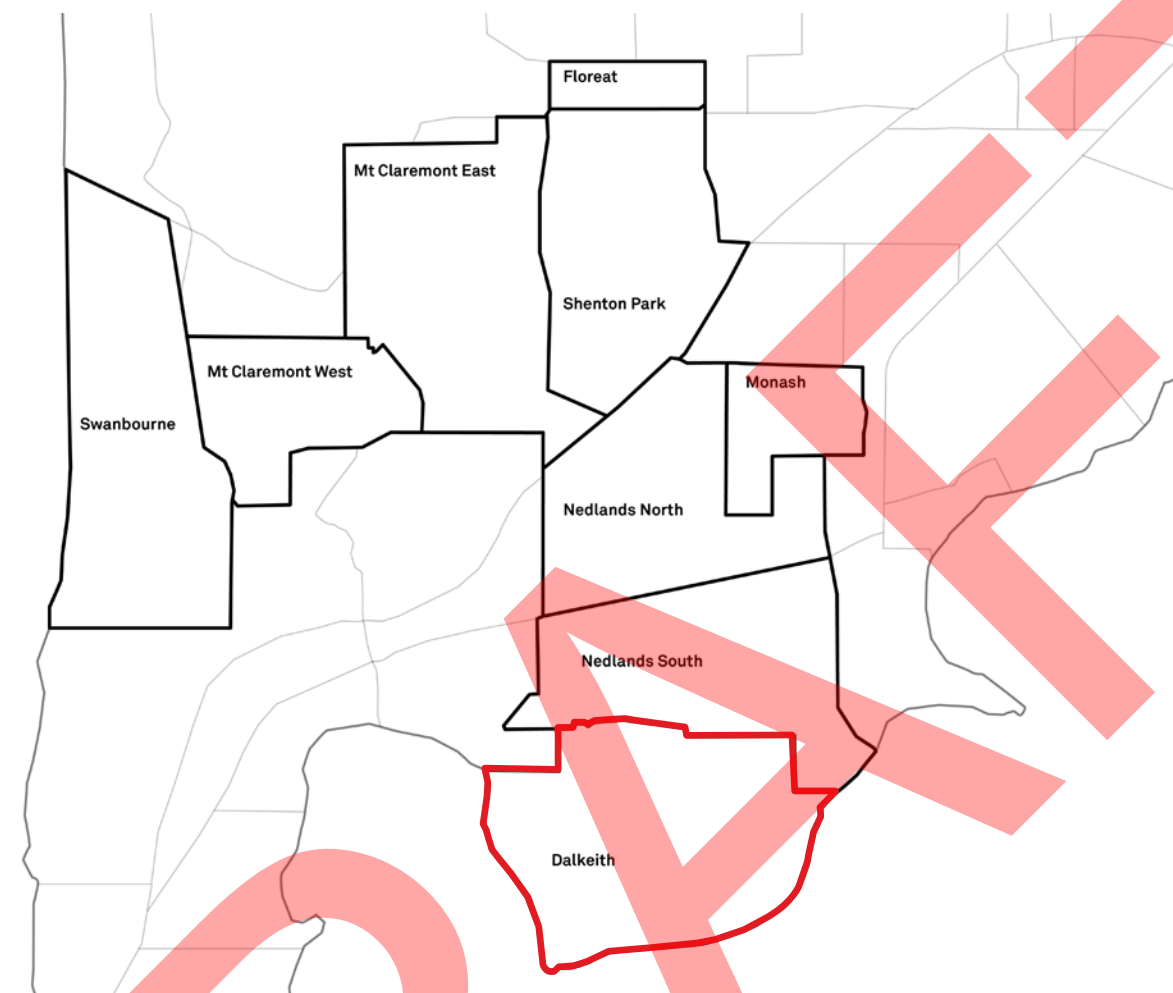 Floreat
Mt Claremont East
Shenton Park
Mt Claremont West
Monash
Swanbourne
Nedlands North
Nedlands South
Dalkeith